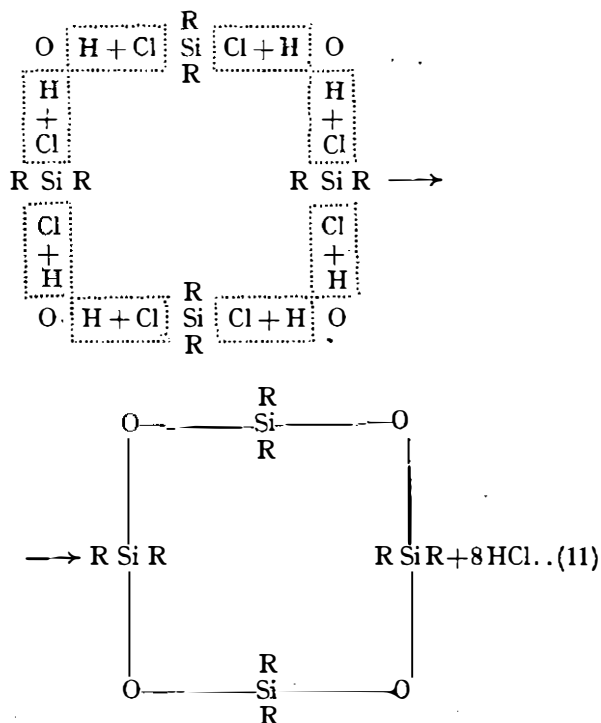 R
O H + Cl Si Cl + H O
R
H H
+ +
Cl Cl
R Si R R Si R ⟶
Cl Cl
+ +
H H
R
O H + Cl Si Cl + H O
R
R
O Si O
R
⟶ R Si R R Si R + 8 HCl.. (11)
R
O Si O
R